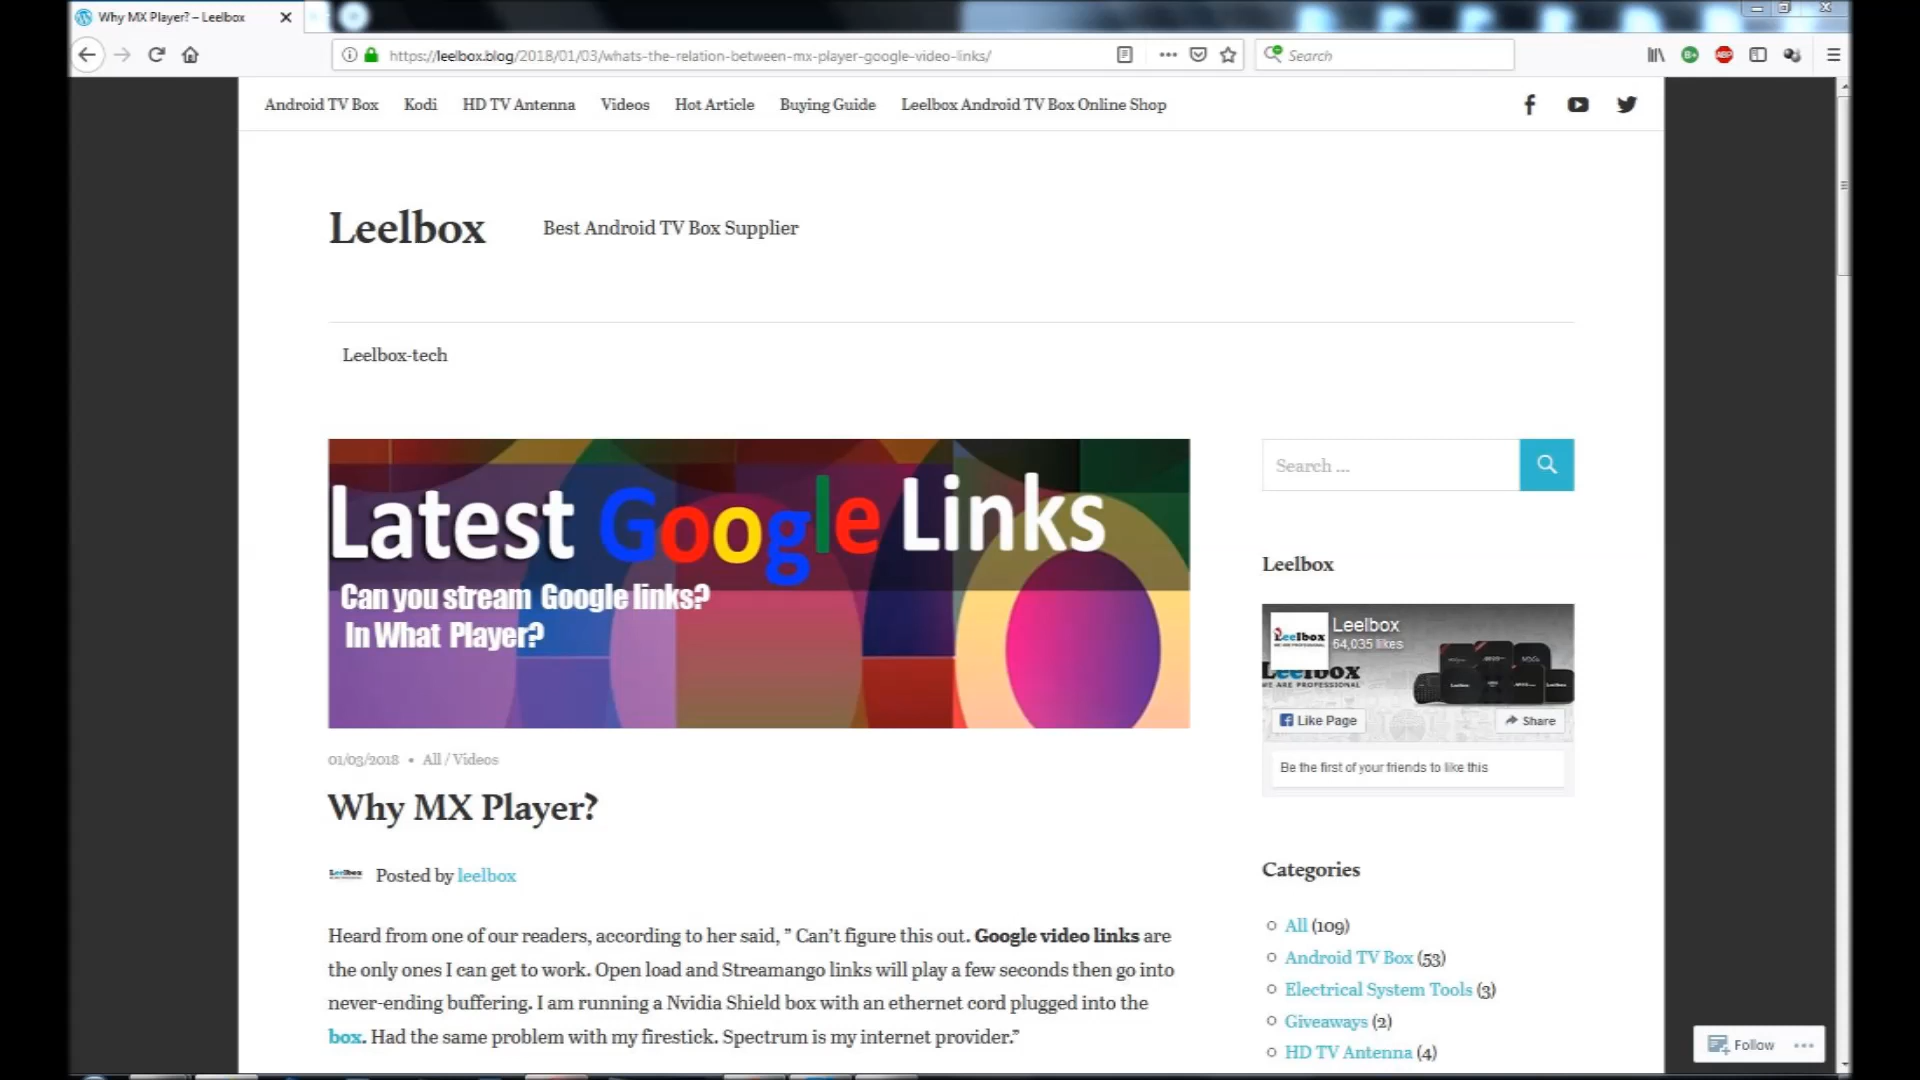 Why MX Player? – Leelbox
https://leelbox.blog/2018/01/03/whats-the-relation-between-mx-player-google-video-links/
Search
Android TV Box Kodi HD TV Antenna Videos Hot Article Buying Guide Leelbox Android TV Box Online Shop
Leelbox
Best Android TV Box Supplier
Leelbox-tech
Latest Google Links
Can you stream Google links?
In What Player?
01/03/2018 • All / Videos
Why MX Player?
Posted by leelbox
Heard from one of our readers, according to her said, ” Can’t figure this out. Google video links are
the only ones I can get to work. Open load and Streamango links will play a few seconds then go into
never-ending buffering. I am running a Nvidia Shield box with an ethernet cord plugged into the
box. Had the same problem with my firestick. Spectrum is my internet provider.”
Search ...
Leelbox
Leelbox
Leelbox
64,035 likes
Leelbox
WE ARE PROFESSIONAL
Like Page
Share
Be the first of your friends to like this
Categories
All (109)
Android TV Box (53)
Electrical System Tools (3)
Giveaways (2)
HD TV Antenna (4)
Follow